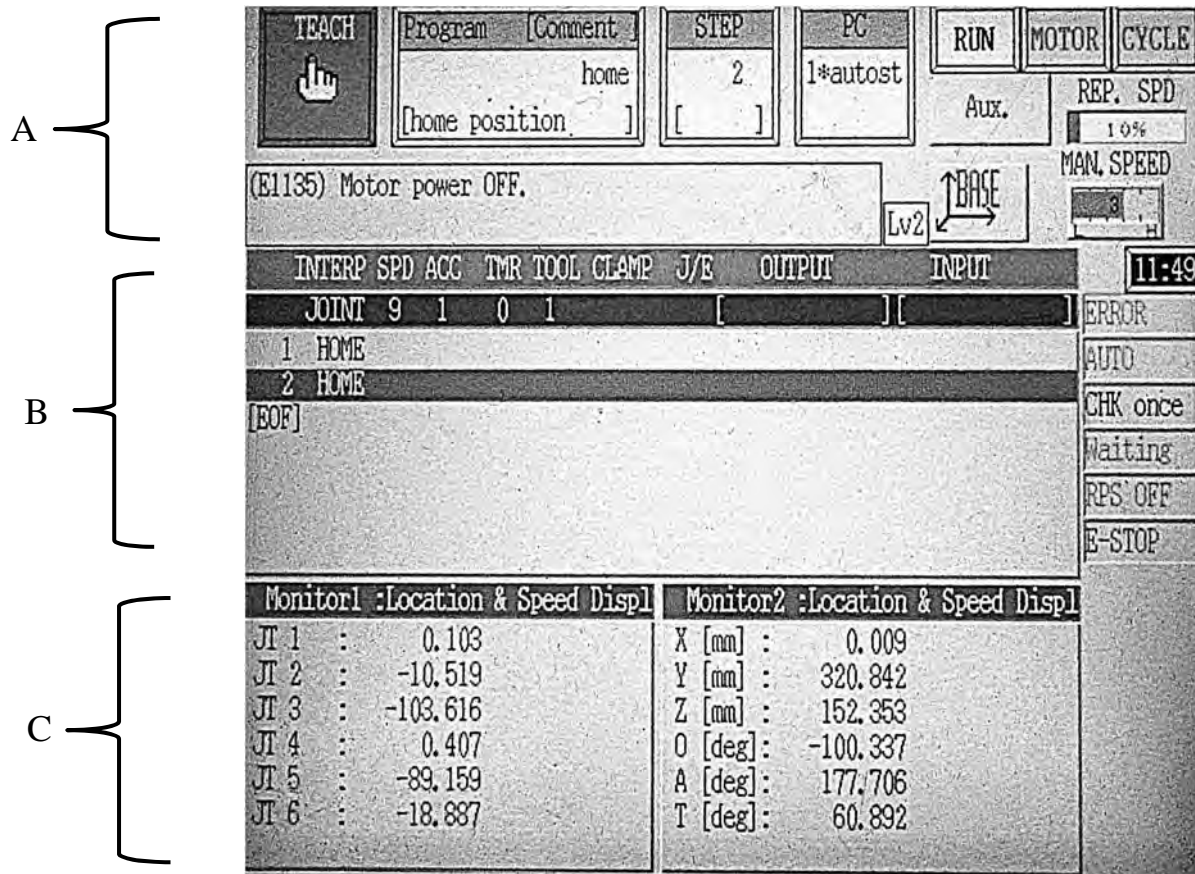 A
TEACH
Program [Comment ]
home
[home position ]
STEP
2
[ ]
PC
1*autost
RUN
MOTOR
CYCLE
Aux.
REP. SPD
10%
(E1135) Motor power OFF.
Lv2
BASE
MAN. SPEED
3
H
B
INTERP SPD ACC TMR TOOL CLAMP J/E OUTPUT INPUT
11:49
JOINT 9 1 0 1 [ ][ ]
1 HOME
2 HOME
[EOF]
ERROR
AUTO
CHK once
Waiting
RPS OFF
E-STOP
C
Monitor1 :Location & Speed Displ
JT 1 : 0.103
JT 2 : -10.519
JT 3 : -103.616
JT 4 : 0.407
JT 5 : -89.159
JT 6 : -18.887
Monitor2 :Location & Speed Displ
X [mm] : 0.009
Y [mm] : 320.842
Z [mm] : 152.353
O [deg]: -100.337
A [deg]: 177.706
T [deg]: 60.892